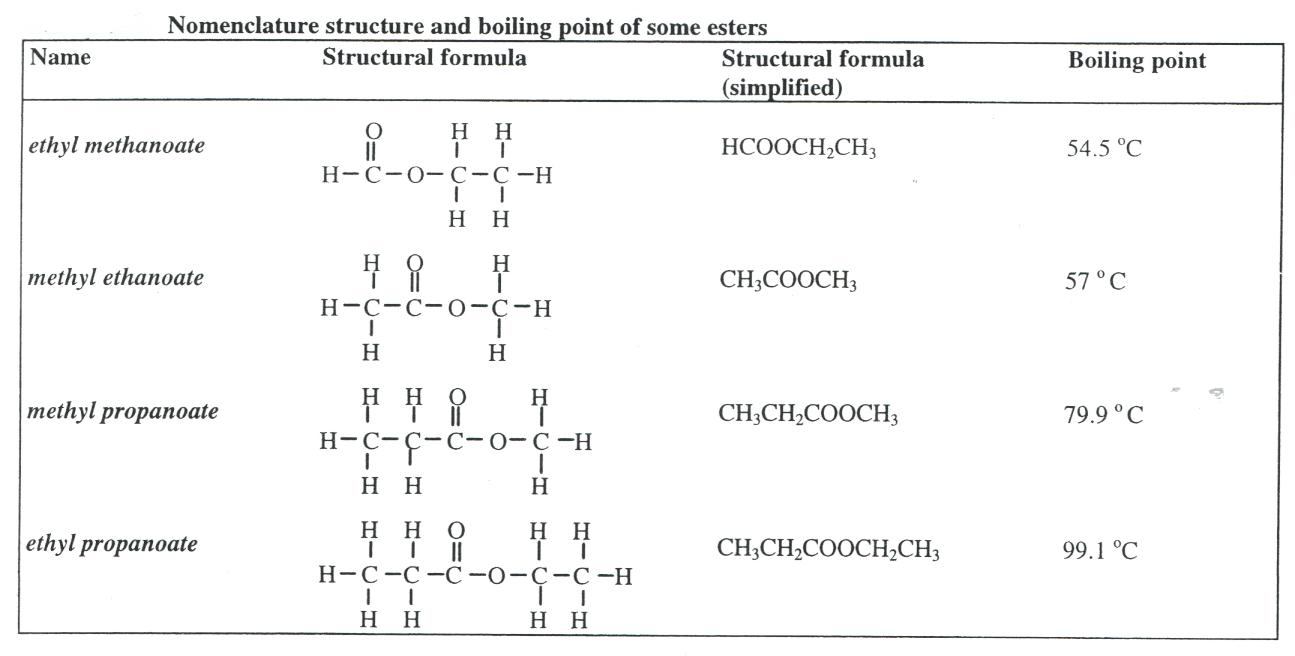 Nomenclature structure and boiling point of some esters
Name Structural formula Structural formula (simplified) Boiling point
ethyl methanoate
O H H
|| | |
H-C-O-C-C-H
| |
H H
HCOOCH₂CH₃ 54.5 °C
methyl ethanoate
H O H
| || |
H-C-C-O-C-H
| |
H H
CH₃COOCH₃ 57 °C
methyl propanoate
H H O H
| | || |
H-C-C-C-O-C-H
| | |
H H H
CH₃CH₂COOCH₃ 79.9 °C
ethyl propanoate
H H O H H
| | || | |
H-C-C-C-O-C-C-H
| | | |
H H H H
CH₃CH₂COOCH₂CH₃ 99.1 °C